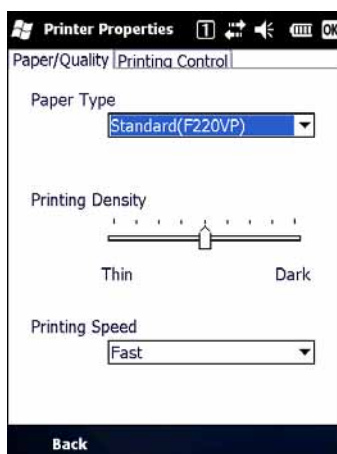 Printer Properties 1 OK
Paper/Quality Printing Control
Paper Type
Standard(F220VP)
Printing Density
Thin Dark
Printing Speed
Fast
Back